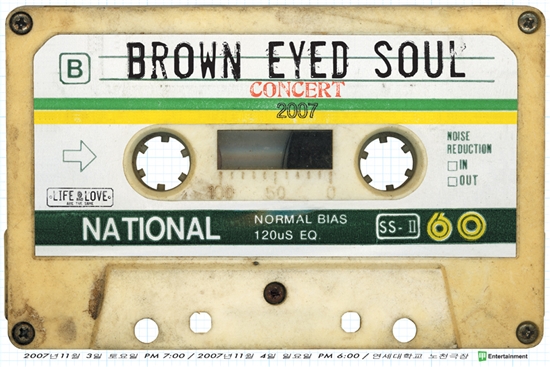 B BROWN EYED SOUL
CONCERT
2007
NOISE
REDUCTION
IN
OUT
100 50 0
LIFE & LOVE
ARE THE SAME
NATIONAL
NORMAL BIAS
120uS EQ.
SS-II 60
2007년 11월 3일 토요일 PM 7:00 / 2007년 11월 4일 일요일 PM 6:00 / 연세대학교 노천극장 Entertainment